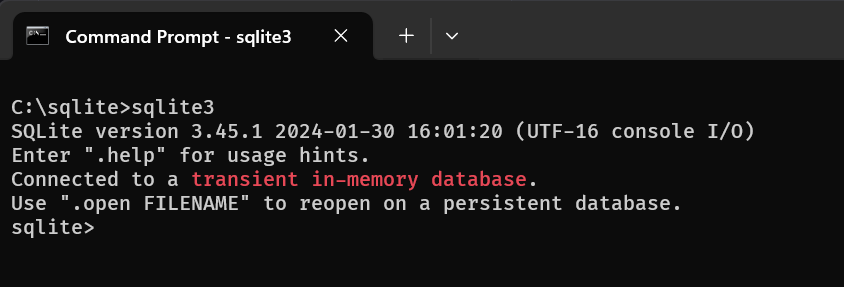 Command Prompt - sqlite3
C:\sqlite>sqlite3
SQLite version 3.45.1 2024-01-30 16:01:20 (UTF-16 console I/O)
Enter ".help" for usage hints.
Connected to a transient in-memory database.
Use ".open FILENAME" to reopen on a persistent database.
sqlite>